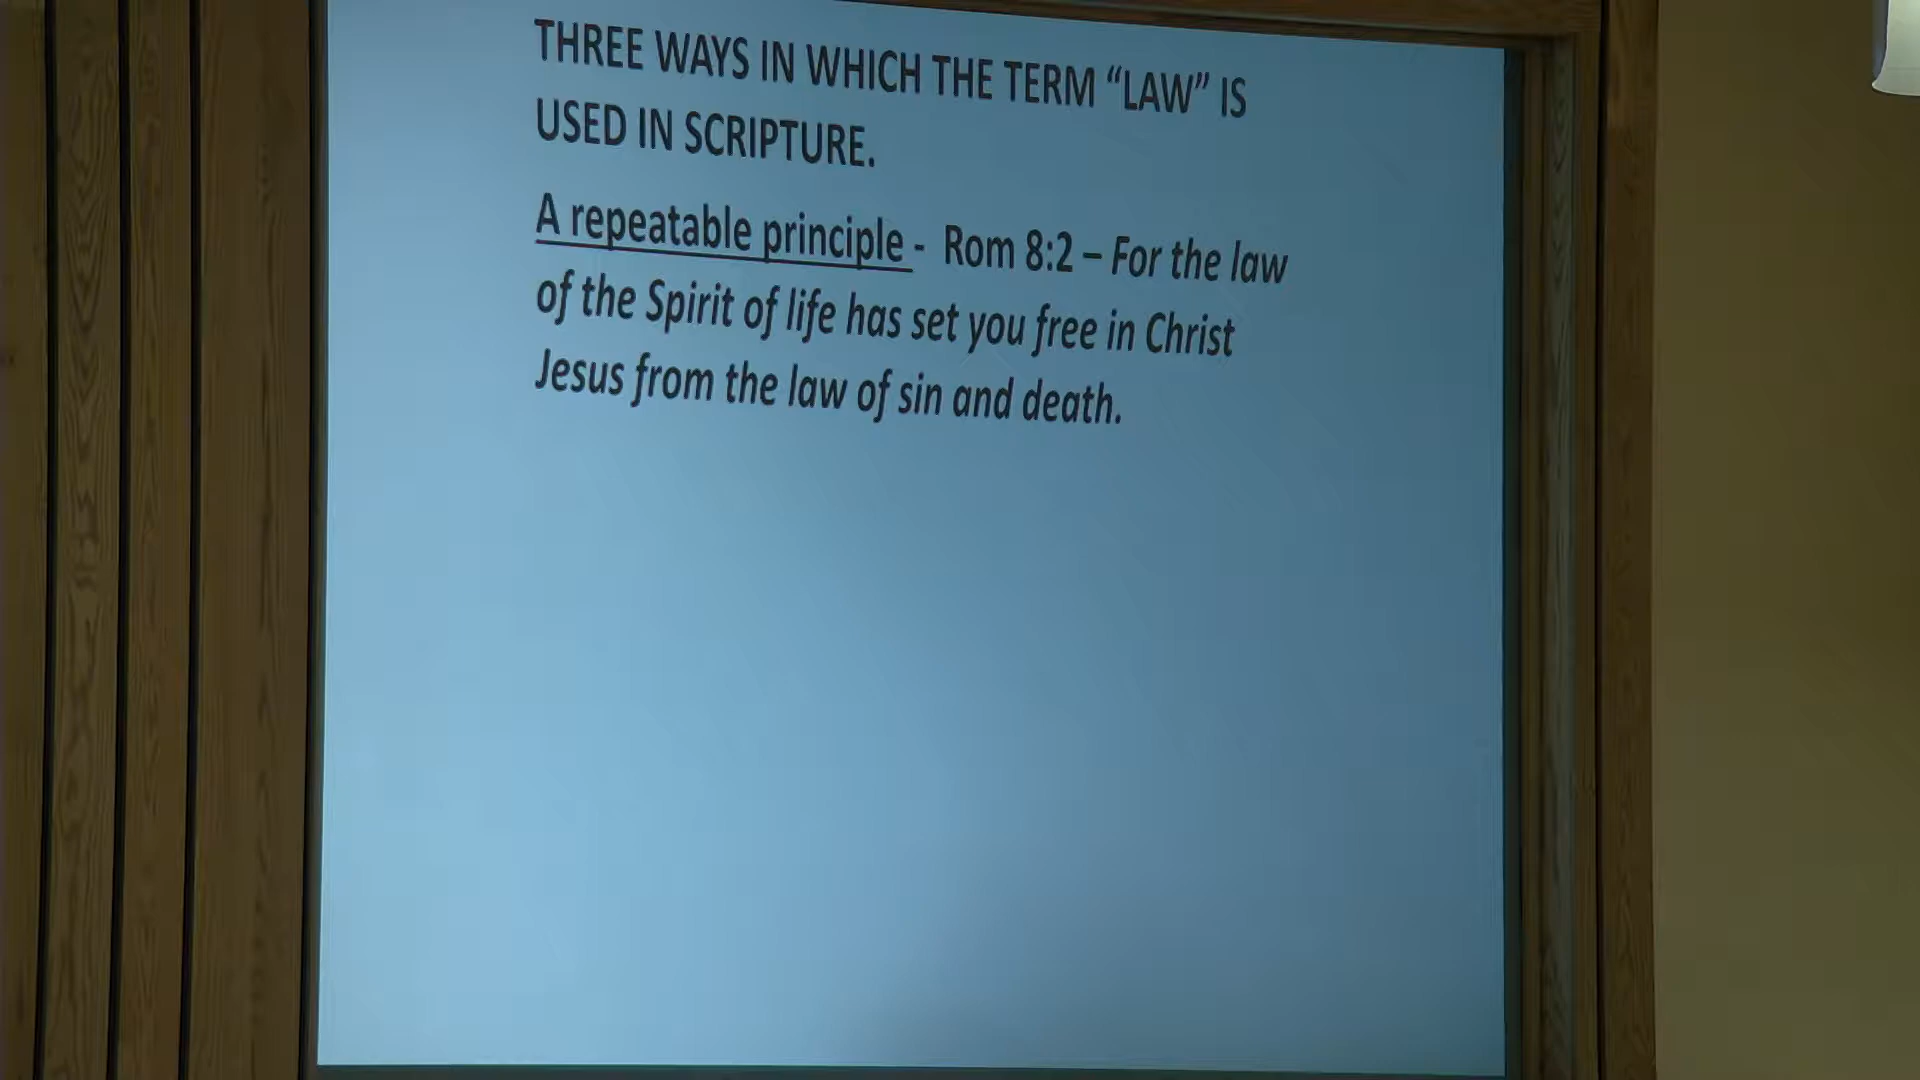 THREE WAYS IN WHICH THE TERM “LAW” IS
USED IN SCRIPTURE.
A repeatable principle - Rom 8:2 – For the law
of the Spirit of life has set you free in Christ
Jesus from the law of sin and death.